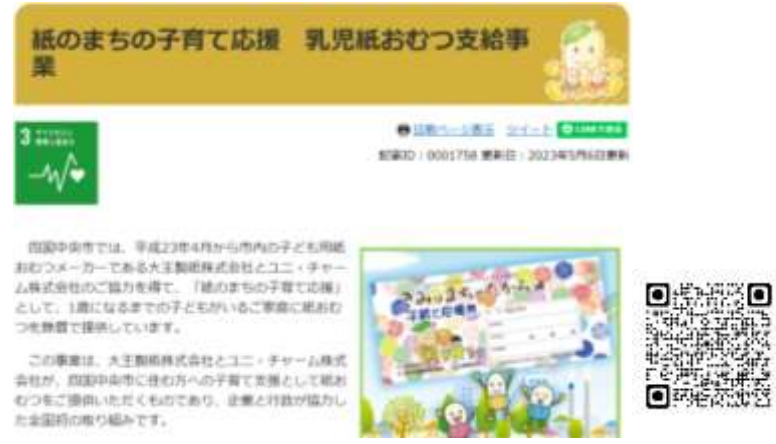 紙のまちの子育て応援　乳児紙おむつ支給事
業
3
印刷ページ表示 ツイート
記事ID：0001758 更新日：2023年5月6日更新
四国中央市では、平成23年4月から市内の子ども用紙
おむつメーカーである大王製紙株式会社とユニ・チャー
ム株式会社のご協力を得て、「紙のまちの子育て応援」
として、1歳になるまでの子どもがいるご家庭に紙おむ
つを無償で提供しています。
この事業は、大王製紙株式会社とユニ・チャーム株式
会社が、四国中央市に住む方への子育て支援として紙お
むつをご提供いただくものであり、企業と行政が協力し
た全国初の取り組みです。
子育て応援券